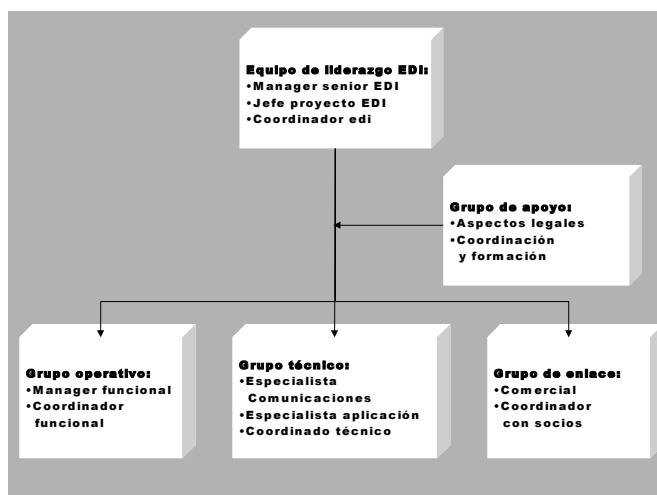 Equipo de liderazgo EDI:
•Manager senior EDI
•Jefe proyecto EDI
•Coordinador edi
Grupo de apoyo:
•Aspectos legales
•Coordinación
y formación
Grupo operativo:
•Manager funcional
•Coordinador
funcional
Grupo técnico:
•Especialista
Comunicaciones
•Especialista aplicación
•Coordinado técnico
Grupo de enlace:
•Comercial
•Coordinador
con socios